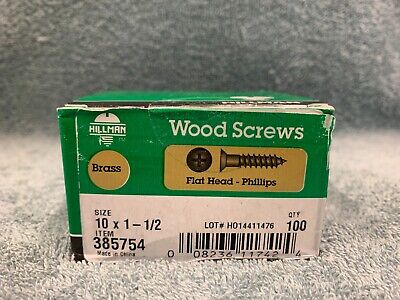 HILLMAN
Wood Screws
Brass
Flat Head - Phillips
SIZE
10 x 1 - 1/2
ITEM
385754
Made in China
LOT# H014411476
QTY
100
0 08236 11742 4